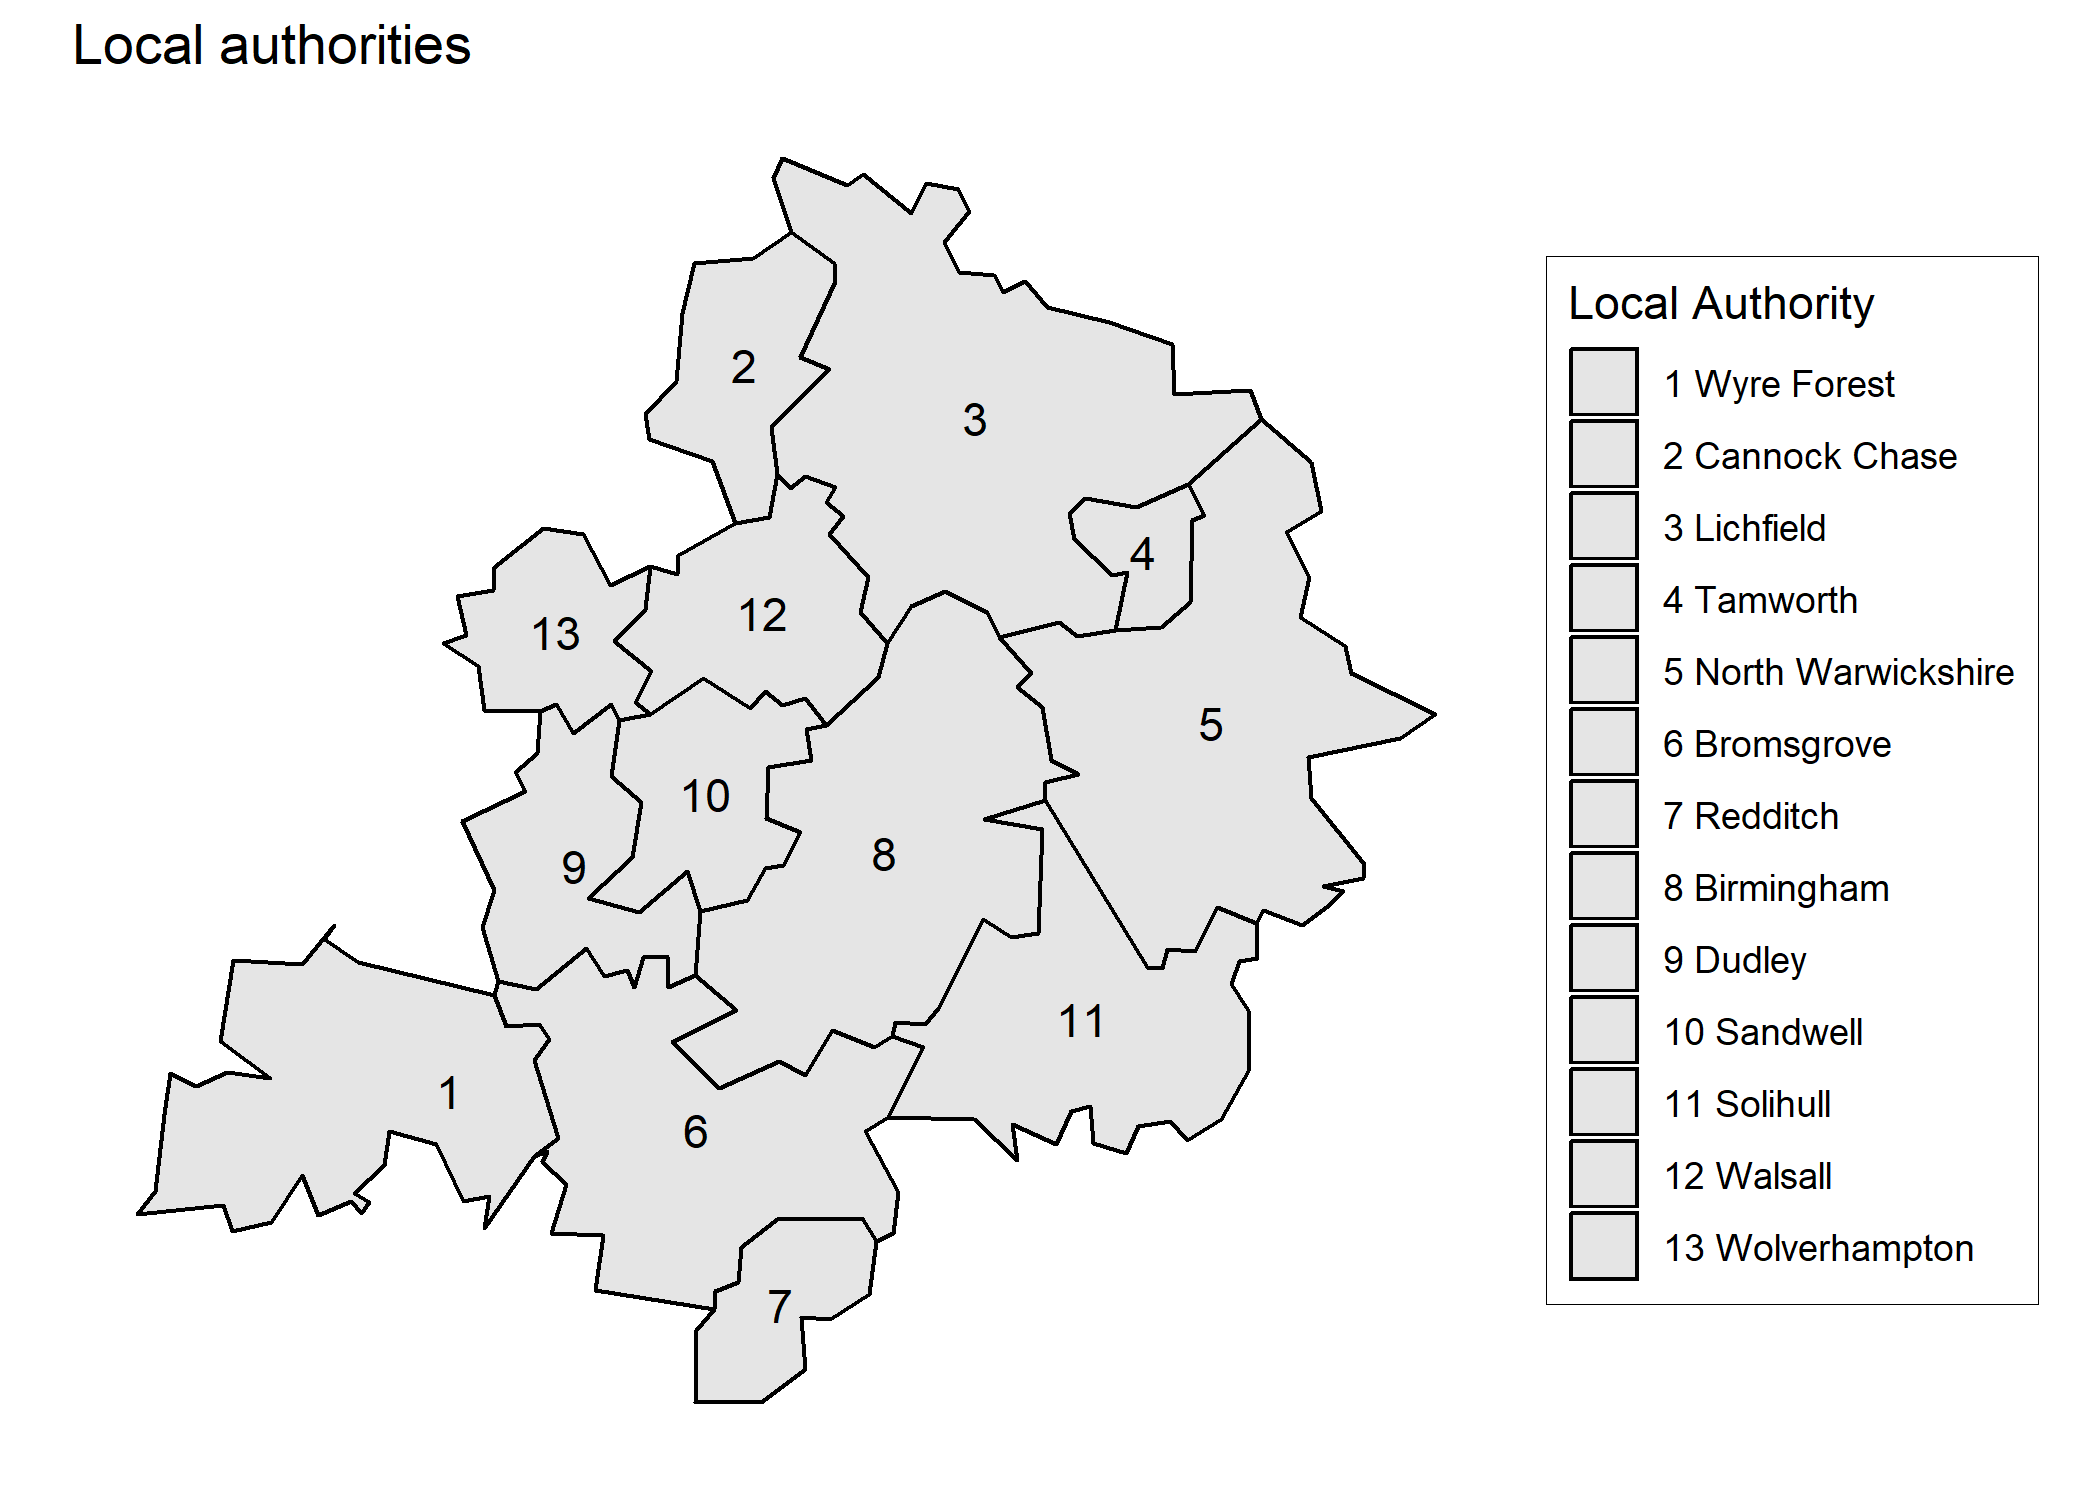 Local authorities
2
3
4
13
12
5
10
9
8
11
1
6
7
Local Authority
1 Wyre Forest
2 Cannock Chase
3 Lichfield
4 Tamworth
5 North Warwickshire
6 Bromsgrove
7 Redditch
8 Birmingham
9 Dudley
10 Sandwell
11 Solihull
12 Walsall
13 Wolverhampton